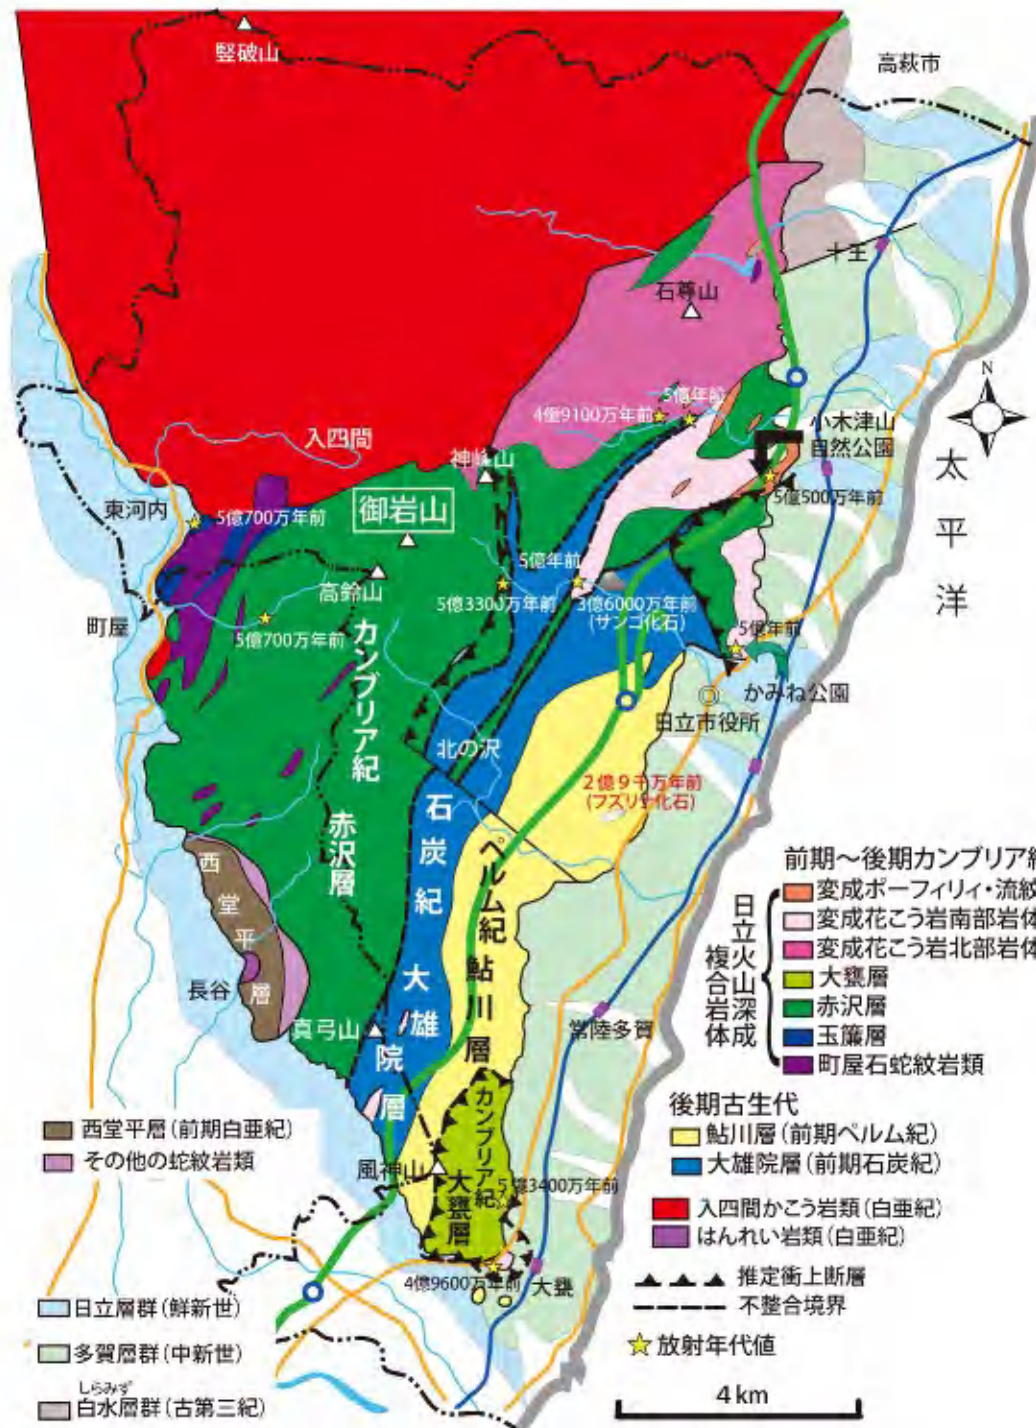 竪破山
高萩市
十王
石尊山
5億年前
4億9100万年前
小木津山
自然公園
太平洋
N
入四間
神峰山
5億500万年前
東河内
5億700万年前
御岩山
5億年前
高鈴山
5億3300万年前
3億6000万年前
(サンゴ化石)
町屋
5億700万年前
5億年前
かみね公園
カンブリア紀
赤沢層
日立市役所
北の沢
2億9千万年前
(フズリナ化石)
石炭紀
大雄院層
ペルム紀
鮎川層
西堂平層
長谷
真弓山
常陸多賀
カンブリア紀
大甕層
風神山
5億3400万年前
4億9600万年前
大甕
前期~後期カンブリア紀
日立火山深成
複合岩体
変成ポーフィリィ・流紋
変成花こう岩南部岩体
変成花こう岩北部岩体
大甕層
赤沢層
玉簾層
町屋石蛇紋岩類
後期古生代
鮎川層(前期ペルム紀)
大雄院層(前期石炭紀)
入四間かこう岩類(白亜紀)
はんれい岩類(白亜紀)
推定衝上断層
不整合境界
放射年代値
4km
西堂平層(前期白亜紀)
その他の蛇紋岩類
日立層群(鮮新世)
多賀層群(中新世)
しらみず
白水層群(古第三紀)